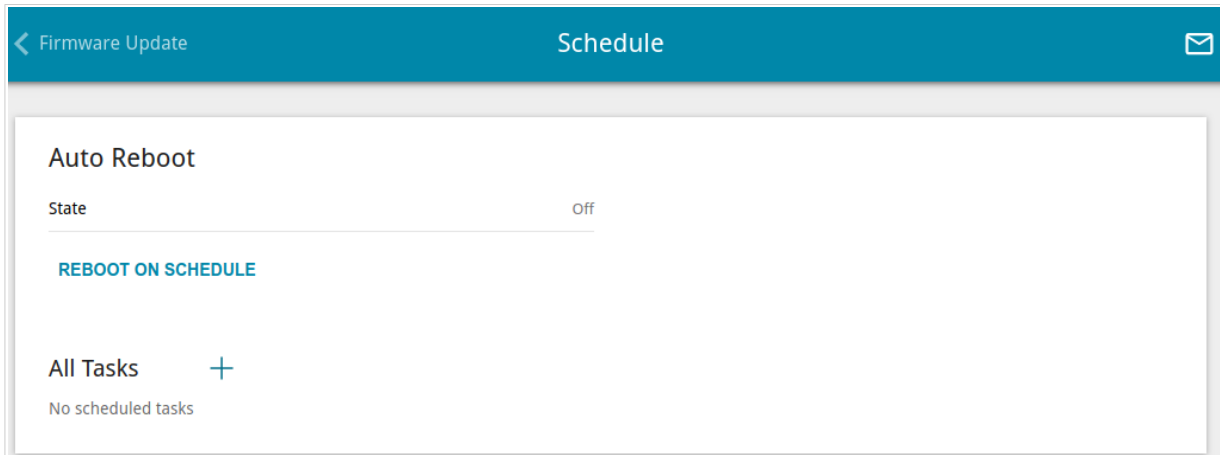 Firmware Update
Schedule
Auto Reboot
State
Off
REBOOT ON SCHEDULE
All Tasks
No scheduled tasks